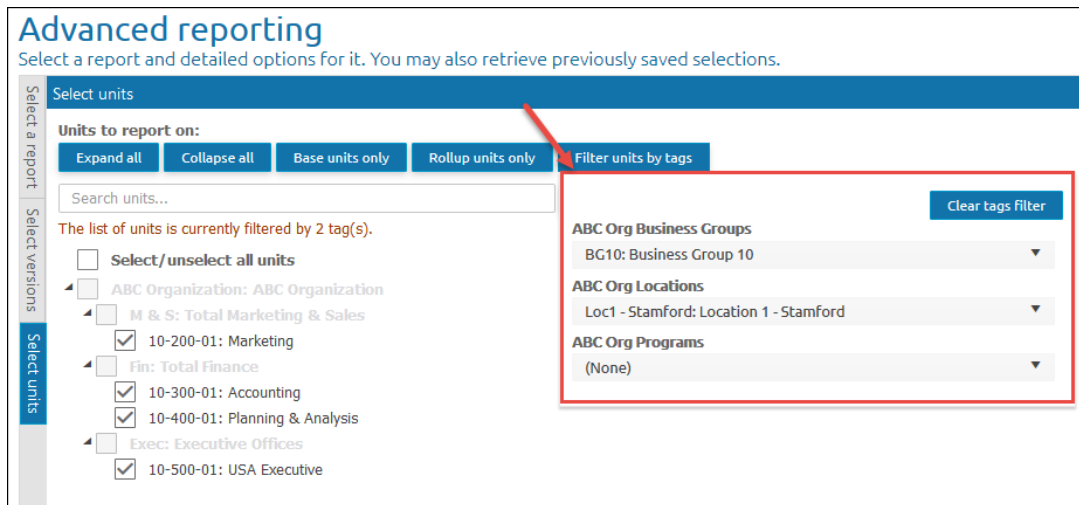 Advanced reporting
Select a report and detailed options for it. You may also retrieve previously saved selections.
Select a report
Select versions
Select units
Select units
Units to report on:
Expand all
Collapse all
Base units only
Rollup units only
Filter units by tags
Search units...
The list of units is currently filtered by 2 tag(s).
Select/unselect all units
ABC Organization: ABC Organization
M & S: Total Marketing & Sales
10-200-01: Marketing
Fin: Total Finance
10-300-01: Accounting
10-400-01: Planning & Analysis
Exec: Executive Offices
10-500-01: USA Executive
Clear tags filter
ABC Org Business Groups
BG10: Business Group 10
ABC Org Locations
Loc1 - Stamford: Location 1 - Stamford
ABC Org Programs
(None)